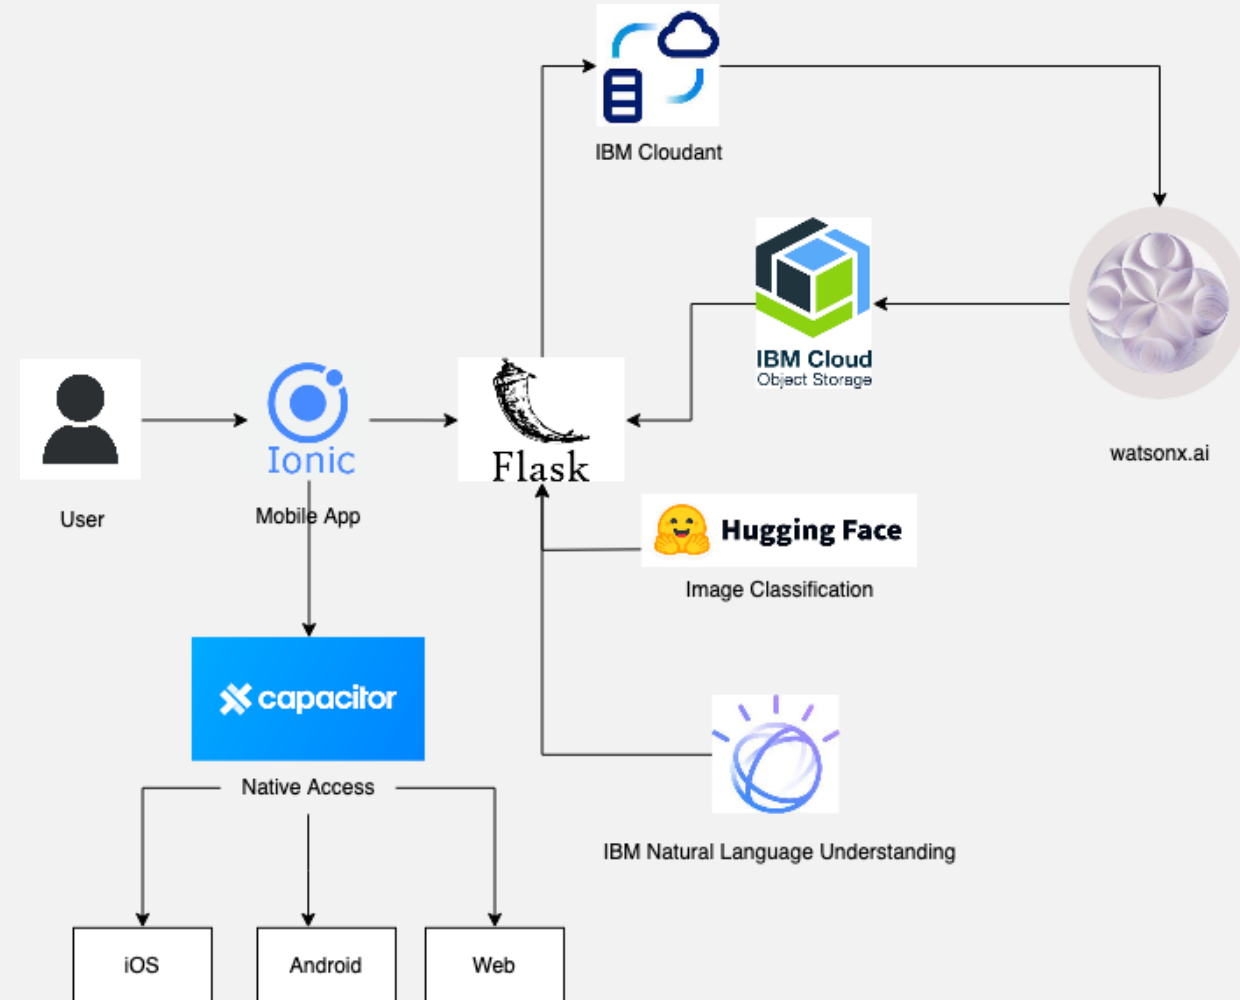 IBM Cloudant
IBM Cloud
Object Storage
watsonx.ai
User
Ionic
Mobile App
Flask
Hugging Face
Image Classification
capacitor
Native Access
IBM Natural Language Understanding
iOS
Android
Web